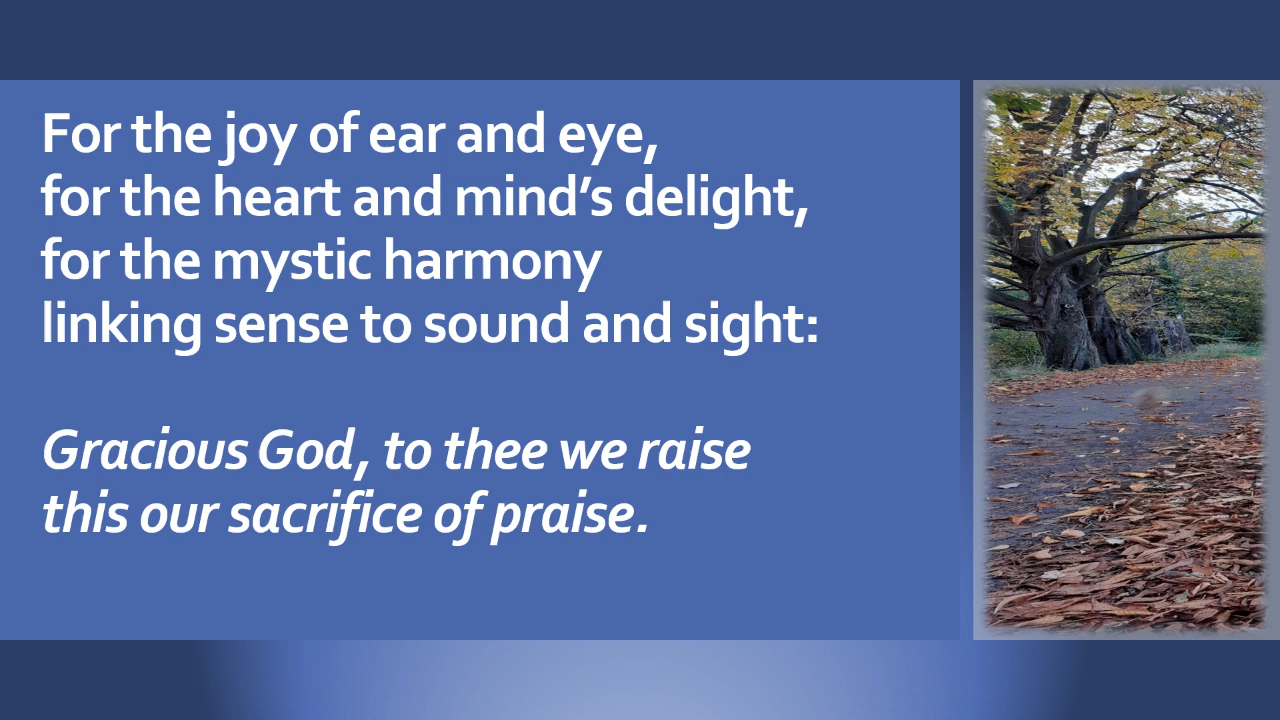 For the joy of ear and eye,
for the heart and mind’s delight,
for the mystic harmony
linking sense to sound and sight:
Gracious God, to thee we raise
this our sacrifice of praise.